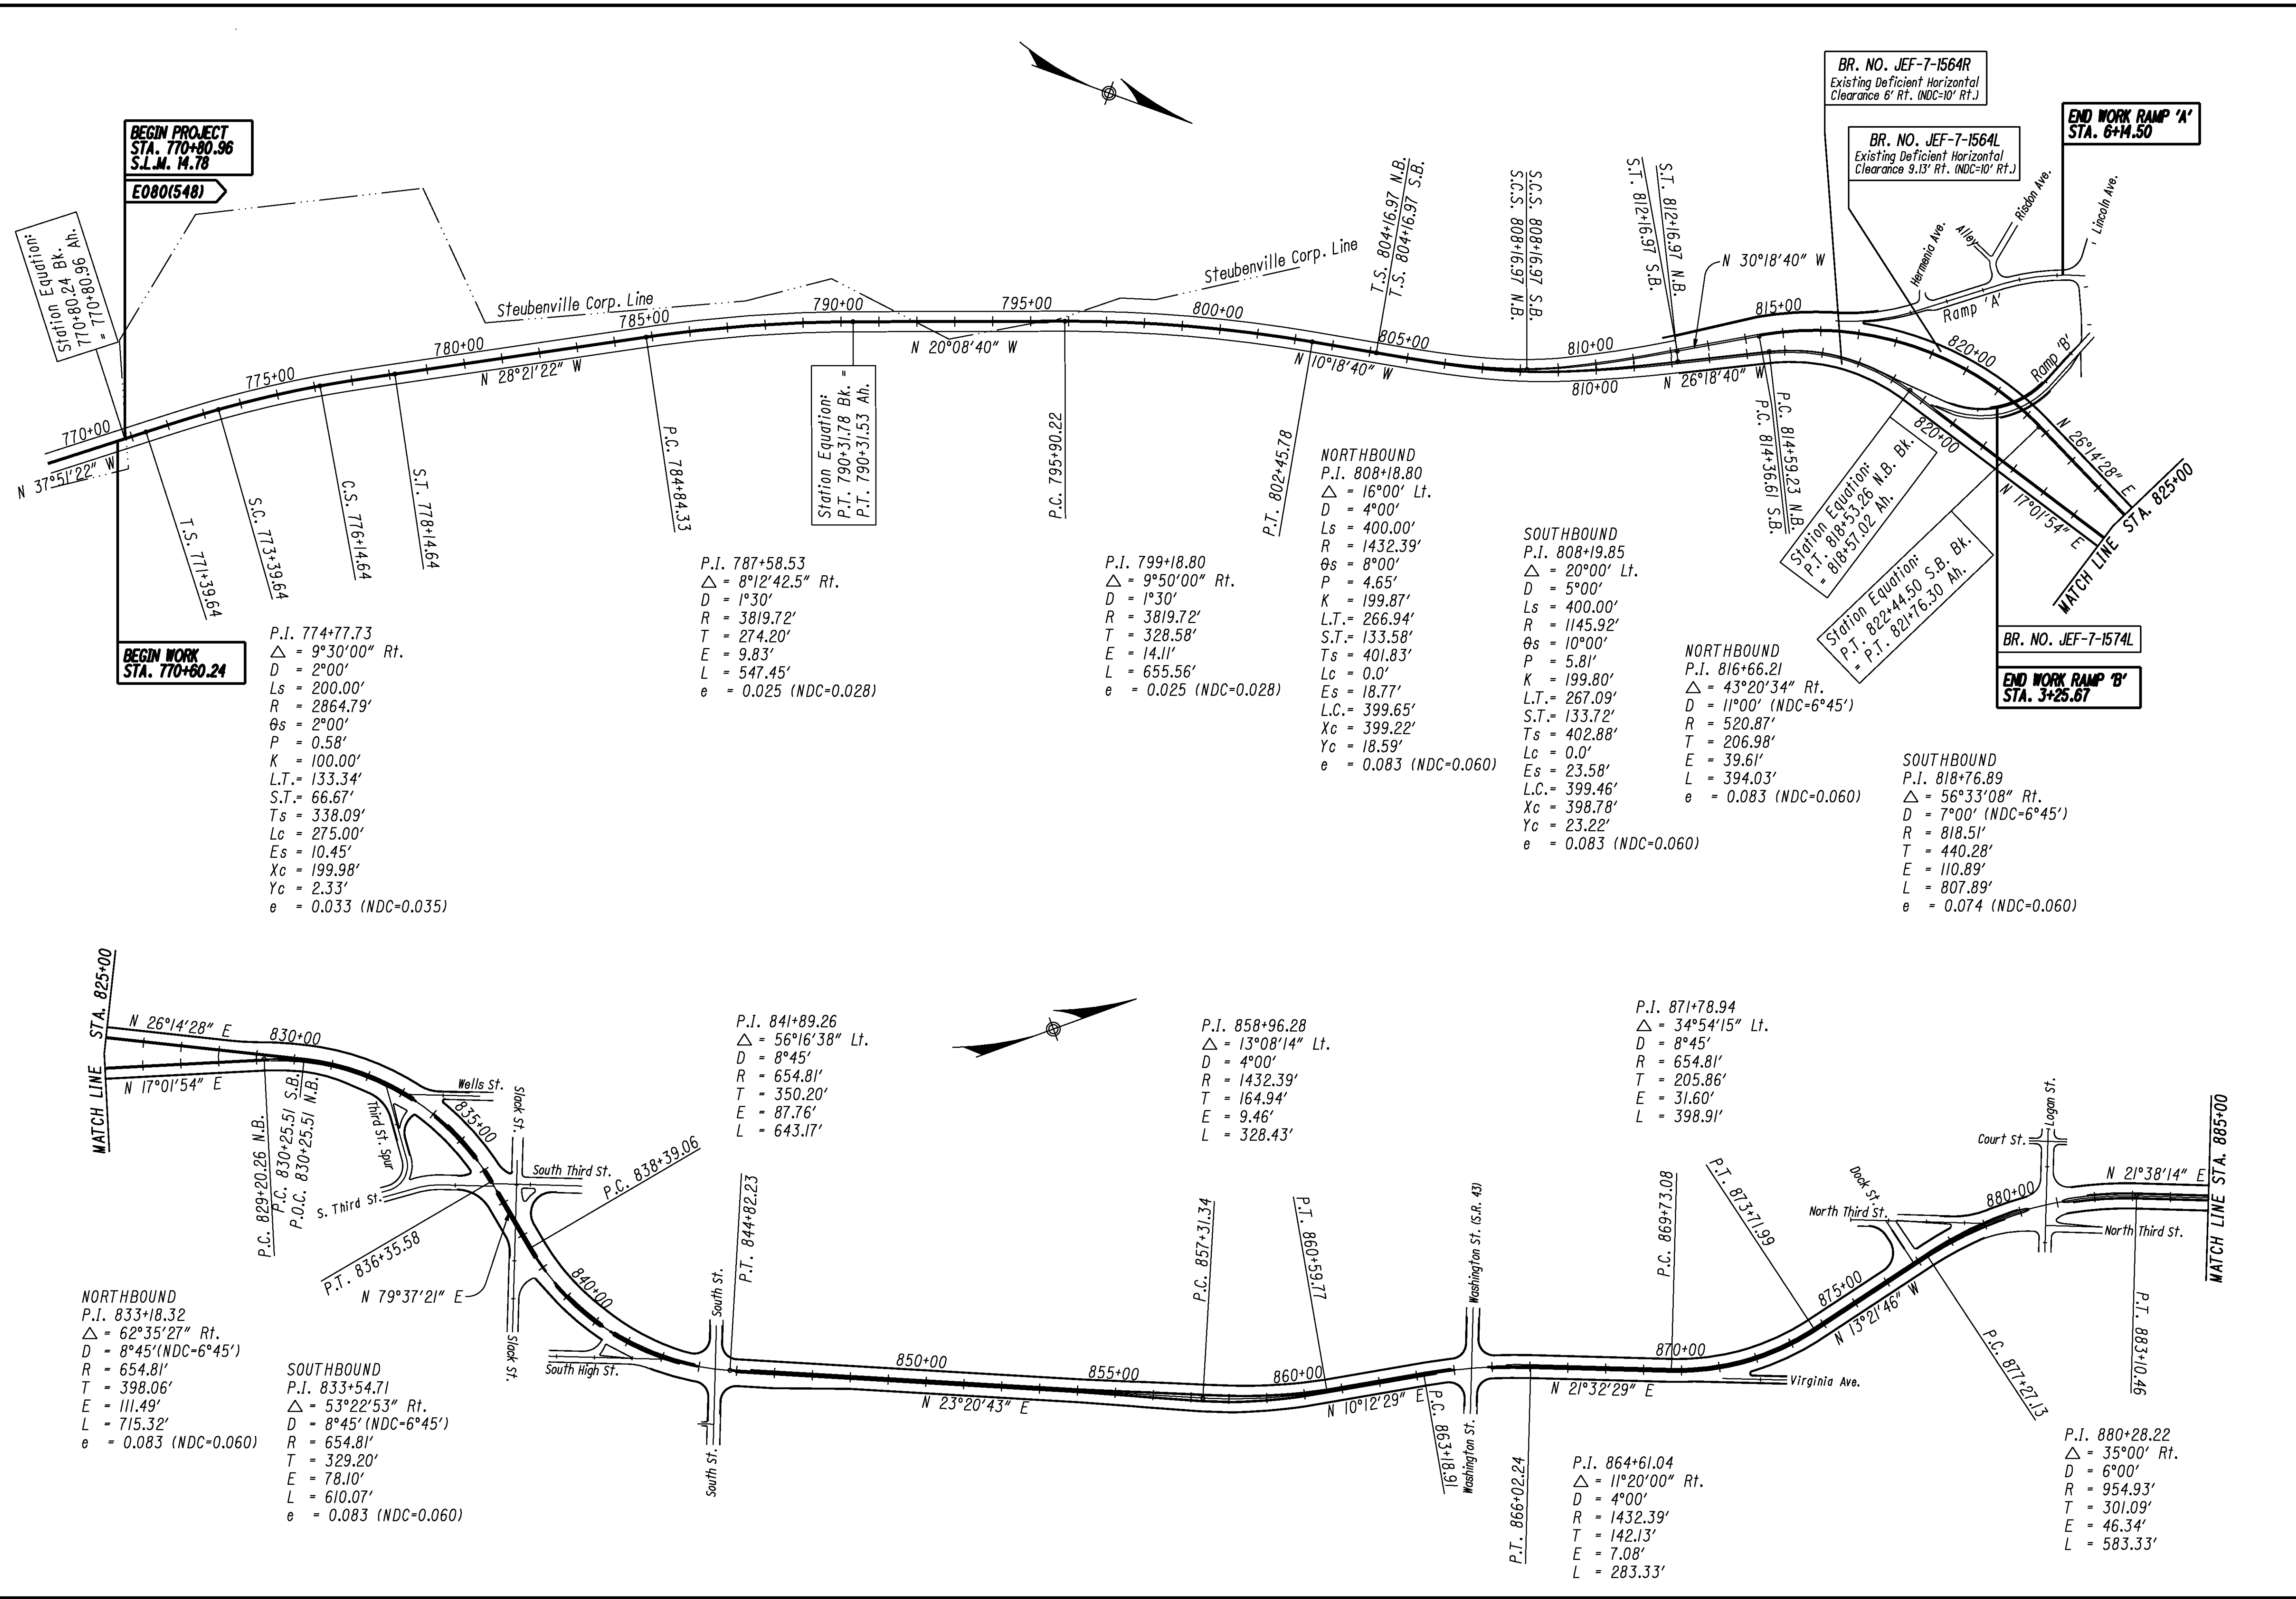 BR. NO. JEF-7-1564R
Existing Deficient Horizontal
Clearance 6' Rt. (NDC=10' Rt.)
BR. NO. JEF-7-1564L
Existing Deficient Horizontal
Clearance 9.13' Rt. (NDC=10' Rt.)
END WORK RAMP 'A'
STA. 6+14.50
BEGIN PROJECT
STA. 770+80.96
S.L.M. 14.78
E080(548)
Station Equation:
770+80.24 Bk.
= 770+80.96 Ah.
Steubenville Corp. Line
Steubenville Corp. Line
T.S. 804+16.97 N.B.
T.S. 804+16.97 S.B.
S.C.S. 808+16.97 N.B.
S.C.S. 808+16.97 S.B.
S.T. 812+16.97 S.B.
S.T. 812+16.97 N.B.
N 30°18'40" W
Hermenia Ave.
Alley
Risdon Ave.
Lincoln Ave.
Ramp 'A'
Ramp 'B'
770+00
775+00
780+00
785+00
790+00
795+00
800+00
805+00
810+00
810+00
815+00
820+00
820+00
N 37°51'22" W
N 28°21'22" W
N 20°08'40" W
N 10°18'40" W
N 26°18'40" W
N 26°14'28" E
N 17°01'54" E
MATCH LINE STA. 825+00
T.S. 771+39.64
S.C. 773+39.64
C.S. 776+14.64
S.T. 778+14.64
P.C. 784+84.33
Station Equation:
P.T. 790+31.78 Bk. =
P.T. 790+31.53 Ah.
P.C. 795+90.22
P.T. 802+45.78
P.C. 814+36.61 S.B.
P.C. 814+59.23 N.B.
Station Equation:
P.T. 818+53.26 N.B. Bk.
= 818+57.02 Ah.
Station Equation:
P.T. 822+44.50 S.B. Bk.
= P.T. 821+76.30 Ah.
BEGIN WORK
STA. 770+60.24
BR. NO. JEF-7-1574L
END WORK RAMP 'B'
STA. 3+25.67
P.I. 774+77.73
△ = 9°30'00" Rt.
D = 2°00'
Ls = 200.00'
R = 2864.79'
θs = 2°00'
P = 0.58'
K = 100.00'
L.T.= 133.34'
S.T.= 66.67'
Ts = 338.09'
Lc = 275.00'
Es = 10.45'
Xc = 199.98'
Yc = 2.33'
e = 0.033 (NDC=0.035)
P.I. 787+58.53
△ = 8°12'42.5" Rt.
D = 1°30'
R = 3819.72'
T = 274.20'
E = 9.83'
L = 547.45'
e = 0.025 (NDC=0.028)
P.I. 799+18.80
△ = 9°50'00" Rt.
D = 1°30'
R = 3819.72'
T = 328.58'
E = 14.11'
L = 655.56'
e = 0.025 (NDC=0.028)
NORTHBOUND
P.I. 808+18.80
△ = 16°00' Lt.
D = 4°00'
Ls = 400.00'
R = 1432.39'
θs = 8°00'
P = 4.65'
K = 199.87'
L.T.= 266.94'
S.T.= 133.58'
Ts = 401.83'
Lc = 0.0'
Es = 18.77'
L.C.= 399.65'
Xc = 399.22'
Yc = 18.59'
e = 0.083 (NDC=0.060)
SOUTHBOUND
P.I. 808+19.85
△ = 20°00' Lt.
D = 5°00'
Ls = 400.00'
R = 1145.92'
θs = 10°00'
P = 5.81'
K = 199.80'
L.T.= 267.09'
S.T.= 133.72'
Ts = 402.88'
Lc = 0.0'
Es = 23.58'
L.C.= 399.46'
Xc = 398.78'
Yc = 23.22'
e = 0.083 (NDC=0.060)
NORTHBOUND
P.I. 816+66.21
△ = 43°20'34" Rt.
D = 11°00' (NDC=6°45')
R = 520.87'
T = 206.98'
E = 39.61'
L = 394.03'
e = 0.083 (NDC=0.060)
SOUTHBOUND
P.I. 818+76.89
△ = 56°33'08" Rt.
D = 7°00' (NDC=6°45')
R = 818.51'
T = 440.28'
E = 110.89'
L = 807.89'
e = 0.074 (NDC=0.060)
MATCH LINE STA. 825+00
N 26°14'28" E
N 17°01'54" E
830+00
P.C. 829+20.26 N.B.
P.C. 830+25.51 S.B.
P.O.C. 830+25.51 N.B.
Third St. Spur
Wells St.
835+00
Slack St.
South Third St.
S. Third St.
P.T. 836+35.58
P.C. 838+39.06
N 79°37'21" E
Slack St.
840+00
South High St.
South St.
South St.
P.T. 844+82.23
P.I. 841+89.26
△ = 56°16'38" Lt.
D = 8°45'
R = 654.81'
T = 350.20'
E = 87.76'
L = 643.17'
P.I. 858+96.28
△ = 13°08'14" Lt.
D = 4°00'
R = 1432.39'
T = 164.94'
E = 9.46'
L = 328.43'
P.I. 871+78.94
△ = 34°54'15" Lt.
D = 8°45'
R = 654.81'
T = 205.86'
E = 31.60'
L = 398.91'
850+00
855+00
860+00
N 23°20'43" E
P.C. 857+31.34
P.T. 860+59.77
N 10°12'29" E
P.C. 863+18.91
Washington St. (S.R. 43)
Washington St.
P.T. 866+02.24
N 21°32'29" E
P.C. 869+73.08
870+00
P.T. 873+71.99
Virginia Ave.
875+00
N 13°21'46" W
Dock St.
North Third St.
P.C. 877+27.13
880+00
Court St.
Logan St.
North Third St.
N 21°38'14" E
P.T. 883+10.46
MATCH LINE STA. 885+00
NORTHBOUND
P.I. 833+18.32
△ = 62°35'27" Rt.
D = 8°45'(NDC=6°45')
R = 654.81'
T = 398.06'
E = 111.49'
L = 715.32'
e = 0.083 (NDC=0.060)
SOUTHBOUND
P.I. 833+54.71
△ = 53°22'53" Rt.
D = 8°45' (NDC=6°45')
R = 654.81'
T = 329.20'
E = 78.10'
L = 610.07'
e = 0.083 (NDC=0.060)
P.I. 864+61.04
△ = 11°20'00" Rt.
D = 4°00'
R = 1432.39'
T = 142.13'
E = 7.08'
L = 283.33'
P.I. 880+28.22
△ = 35°00' Rt.
D = 6°00'
R = 954.93'
T = 301.09'
E = 46.34'
L = 583.33'